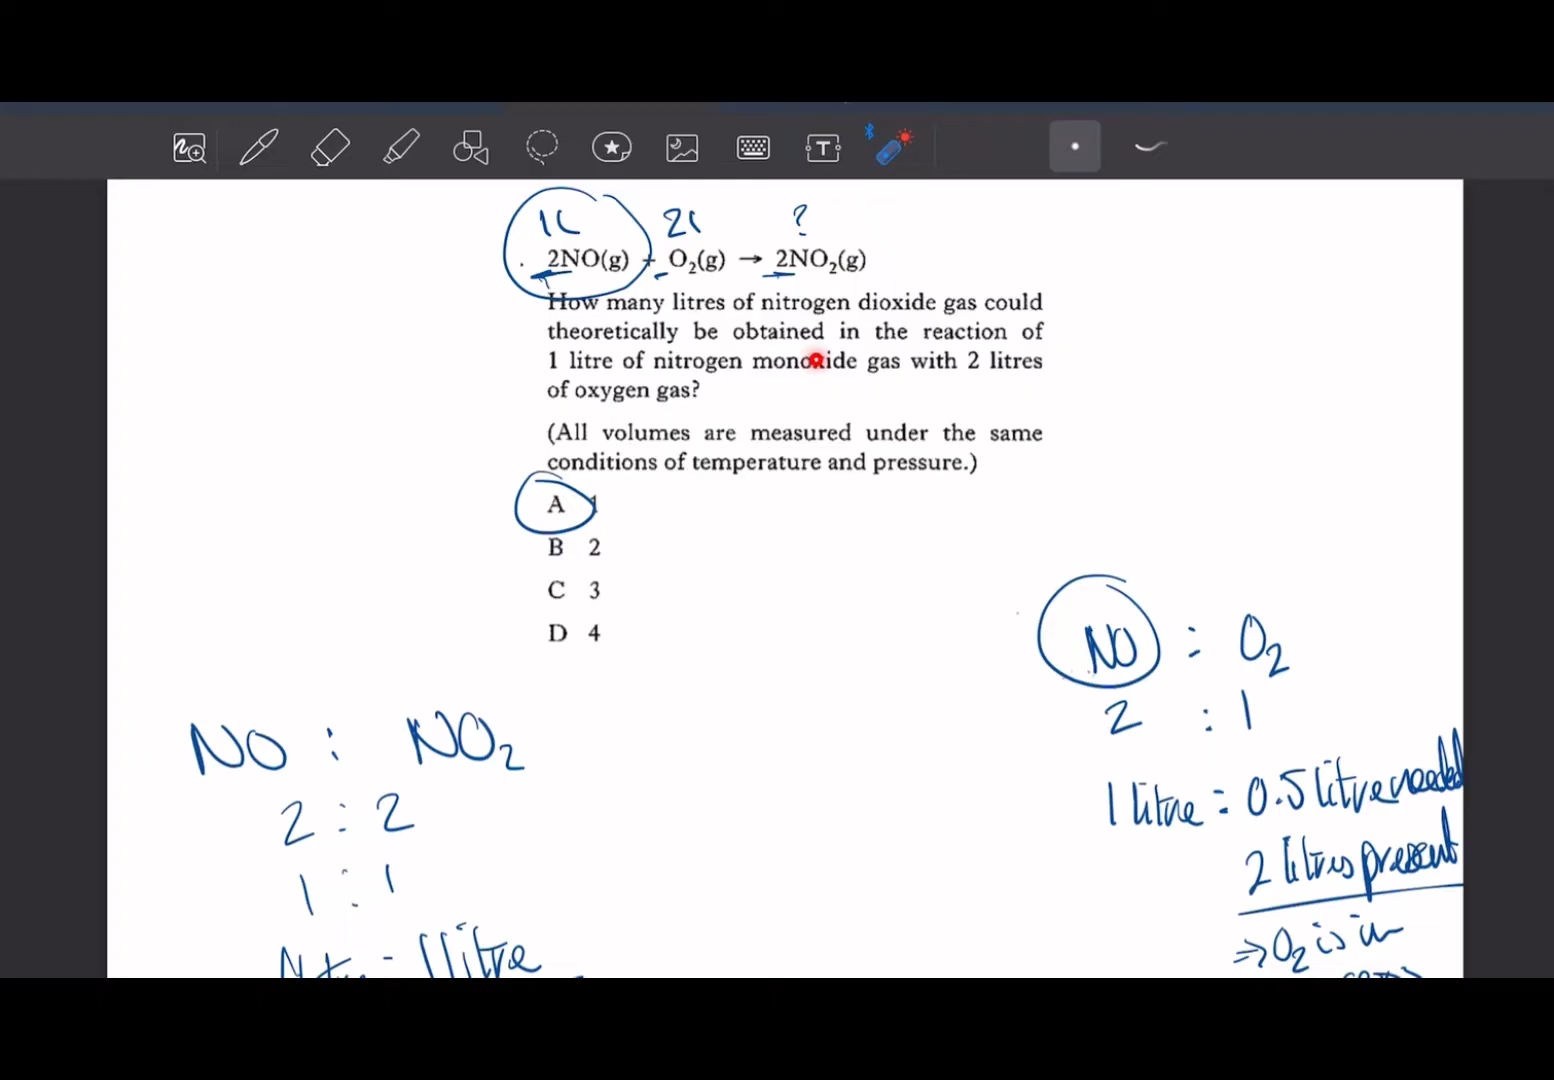 1l 2l ?
. 2NO(g) + O₂(g) → 2NO₂(g)
How many litres of nitrogen dioxide gas could
theoretically be obtained in the reaction of
1 litre of nitrogen monoxide gas with 2 litres
of oxygen gas?
(All volumes are measured under the same
conditions of temperature and pressure.)
A 1
B 2
C 3
D 4
NO : O₂
2 : 1
1 litre = 0.5 litre needed
2 litres present
⇒ O₂ is in
NO : NO₂
2 : 2
1 : 1
1 litre = 1 litre